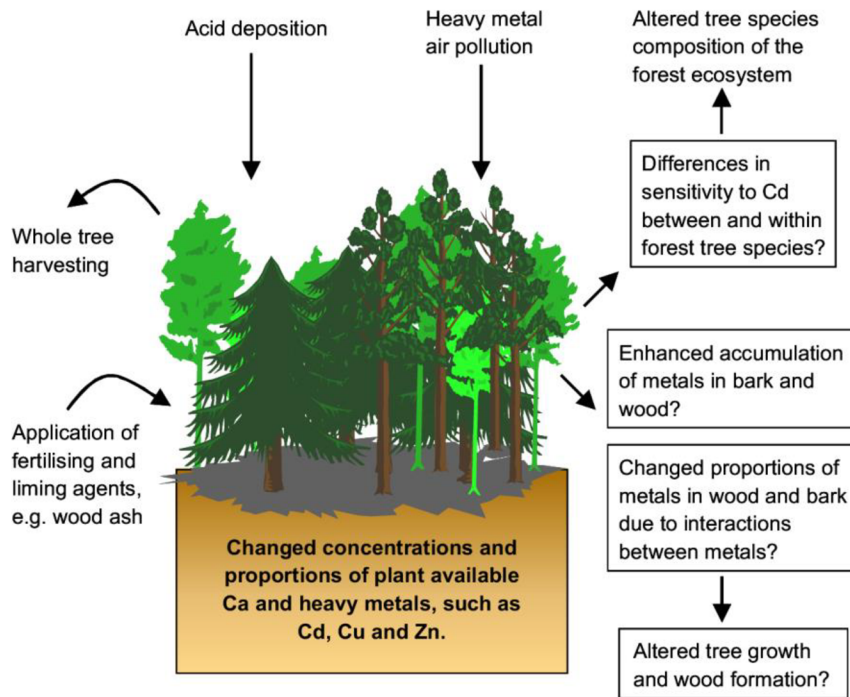 Acid deposition
Heavy metal
air pollution
Altered tree species
composition of the
forest ecosystem
Differences in
sensitivity to Cd
between and within
forest tree species?
Whole tree
harvesting
Enhanced accumulation
of metals in bark and
wood?
Application of
fertilising and
liming agents,
e.g. wood ash
Changed proportions of
metals in wood and bark
due to interactions
between metals?
Changed concentrations and
proportions of plant available
Ca and heavy metals, such as
Cd, Cu and Zn.
Altered tree growth
and wood formation?